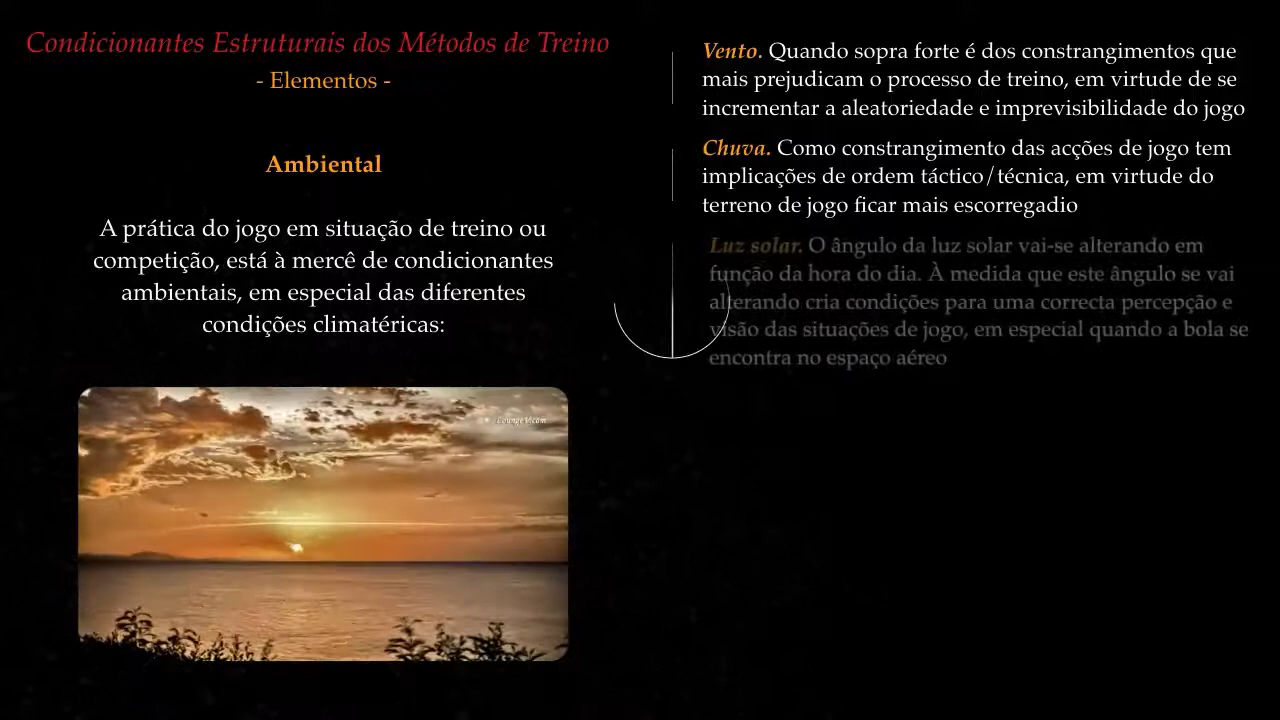 Condicionantes Estruturais dos Métodos de Treino
- Elementos -
Ambiental
A prática do jogo em situação de treino ou
competição, está à mercê de condicionantes
ambientais, em especial das diferentes
condições climatéricas:
Vento. Quando sopra forte é dos constrangimentos que
mais prejudicam o processo de treino, em virtude de se
incrementar a aleatoriedade e imprevisibilidade do jogo
Chuva. Como constrangimento das acções de jogo tem
implicações de ordem táctico/técnica, em virtude do
terreno de jogo ficar mais escorregadio
Luz solar. O ângulo da luz solar vai-se alterando em
função da hora do dia. À medida que este ângulo se vai
alterando cria condições para uma correcta percepção e
visão das situações de jogo, em especial quando a bola se
encontra no espaço aéreo